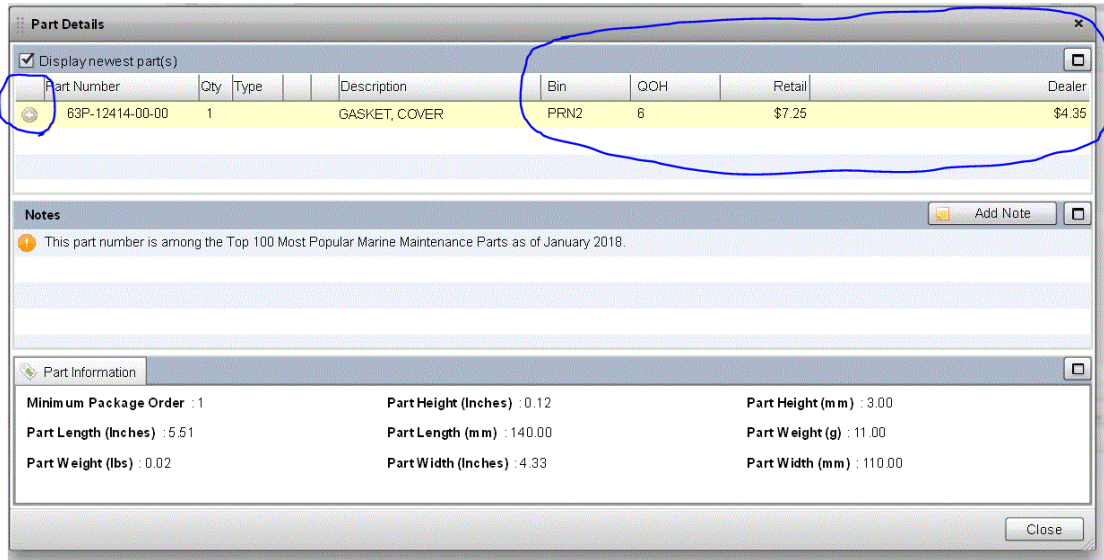 Part Details
Display newest part(s)
Part Number Qty Type Description Bin QOH Retail Dealer
63P-12414-00-00 1 GASKET, COVER PRN2 6 $7.25 $4.35
Notes Add Note
This part number is among the Top 100 Most Popular Marine Maintenance Parts as of January 2018.
Part Information
Minimum Package Order : 1 Part Height (Inches) : 0.12 Part Height (mm) : 3.00
Part Length (Inches) : 5.51 Part Length (mm) : 140.00 Part Weight (g) : 11.00
Part Weight (lbs) : 0.02 Part Width (Inches) : 4.33 Part Width (mm) : 110.00
Close